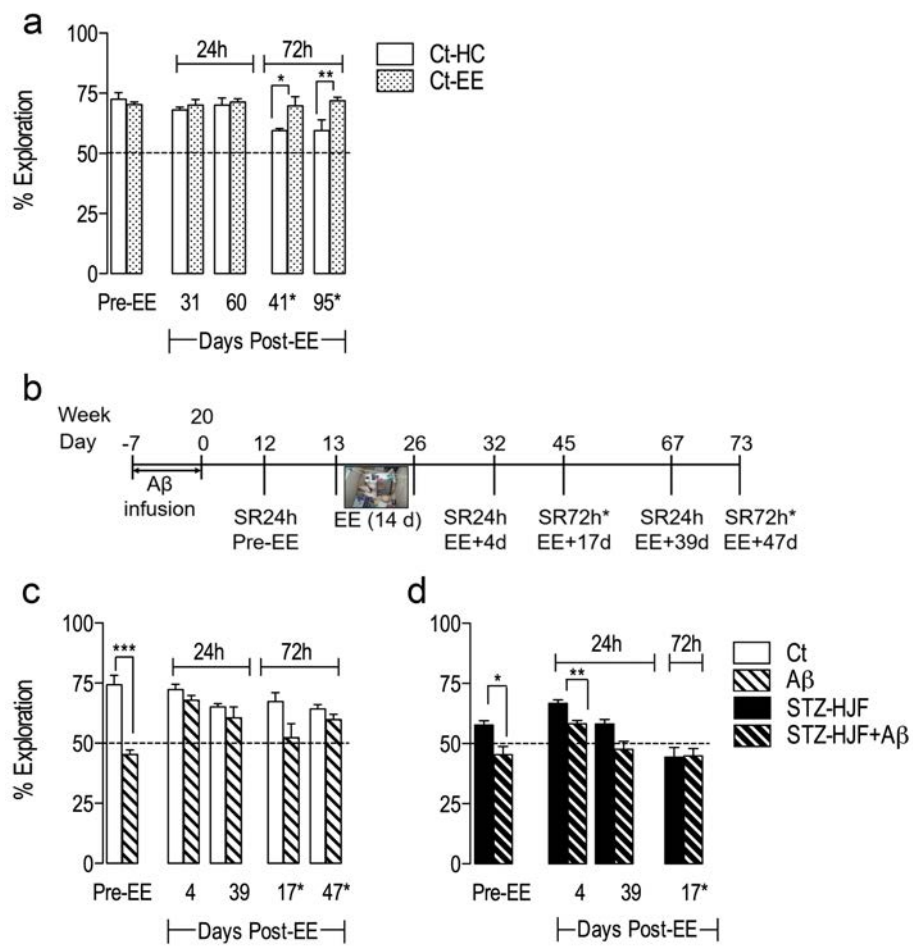 a
100
75
50
25
0
% Exploration
24h
72h
*
**
Ct-HC
Ct-EE
Pre-EE 31 60 41* 95*
Days Post-EE
b
Week 20
Day -7 0 12 13 26 32 45 67 73
Aβ
infusion
SR24h
Pre-EE
EE (14 d)
SR24h
EE+4d
SR72h*
EE+17d
SR24h
EE+39d
SR72h*
EE+47d
c
100
75
50
25
0
% Exploration
***
24h
72h
Pre-EE 4 39 17* 47*
Days Post-EE
d
100
75
50
25
0
*
24h
**
72h
Pre-EE 4 39 17*
Days Post-EE
Ct
Aβ
STZ-HJF
STZ-HJF+Aβ